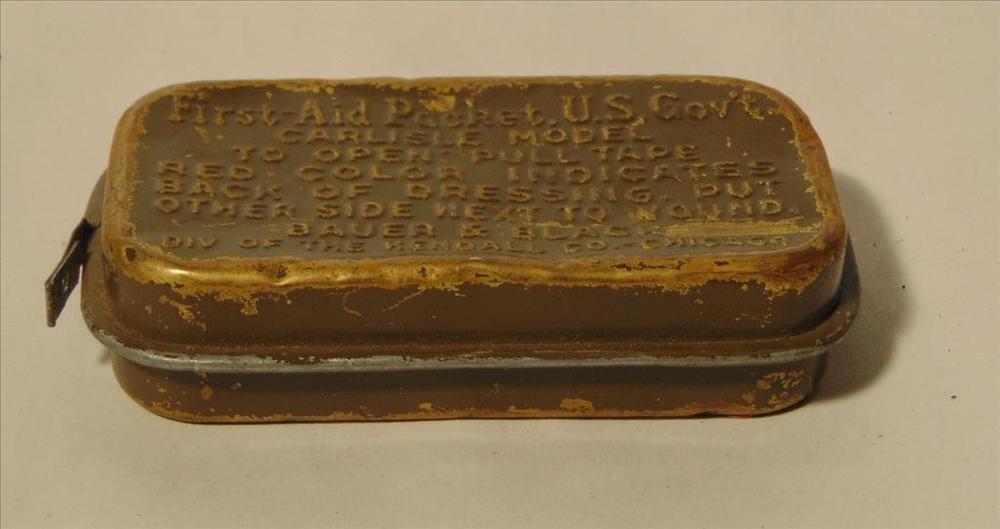 First-Aid Packet. U.S. Gov't.
CARLISLE MODEL
TO OPEN PULL TAPE
RED COLOR INDICATES
BACK OF DRESSING. PUT
OTHER SIDE NEXT TO WOUND.
BAUER & BLACK
DIV OF THE KENDALL CO.-CHICAGO